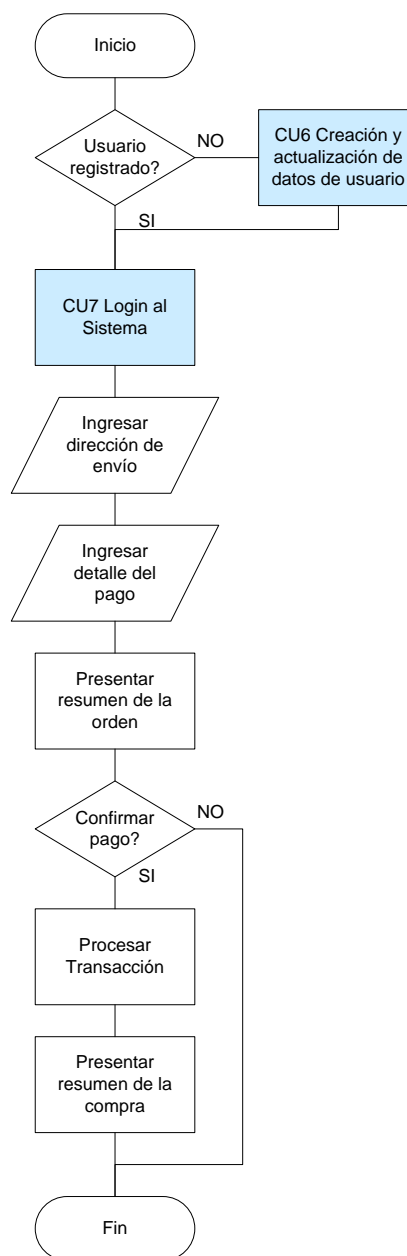 Inicio
Usuario
registrado?
NO
CU6 Creación y
actualización de
datos de usuario
SI
CU7 Login al
Sistema
Ingresar
dirección de
envío
Ingresar
detalle del
pago
Presentar
resumen de la
orden
Confirmar
pago?
NO
SI
Procesar
Transacción
Presentar
resumen de la
compra
Fin